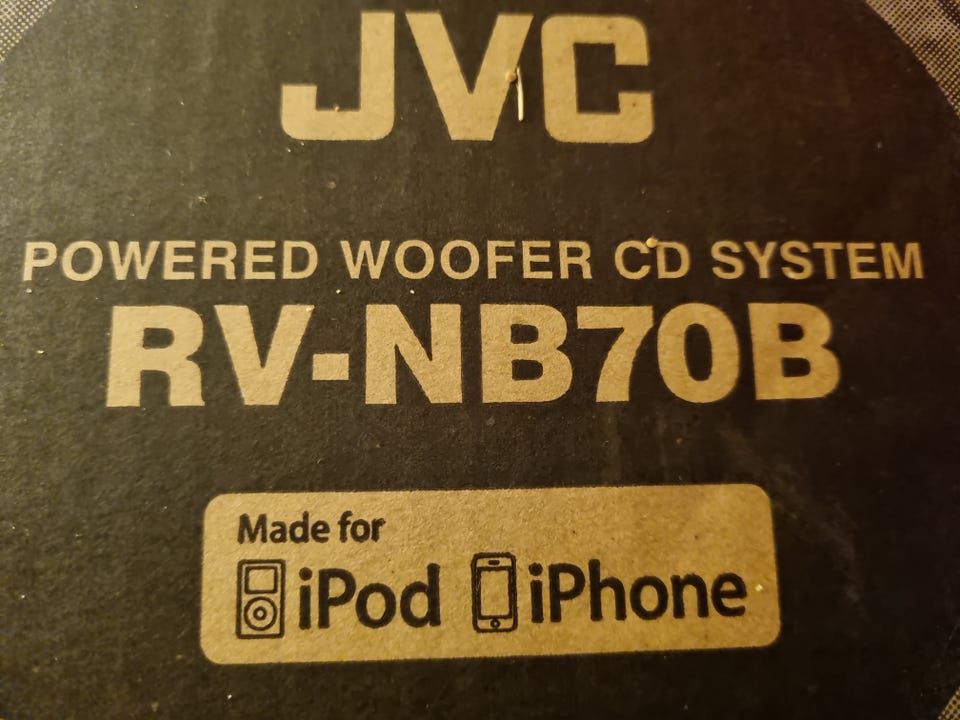 JVC
POWERED WOOFER CD SYSTEM
RV-NB70B
Made for
iPod iPhone